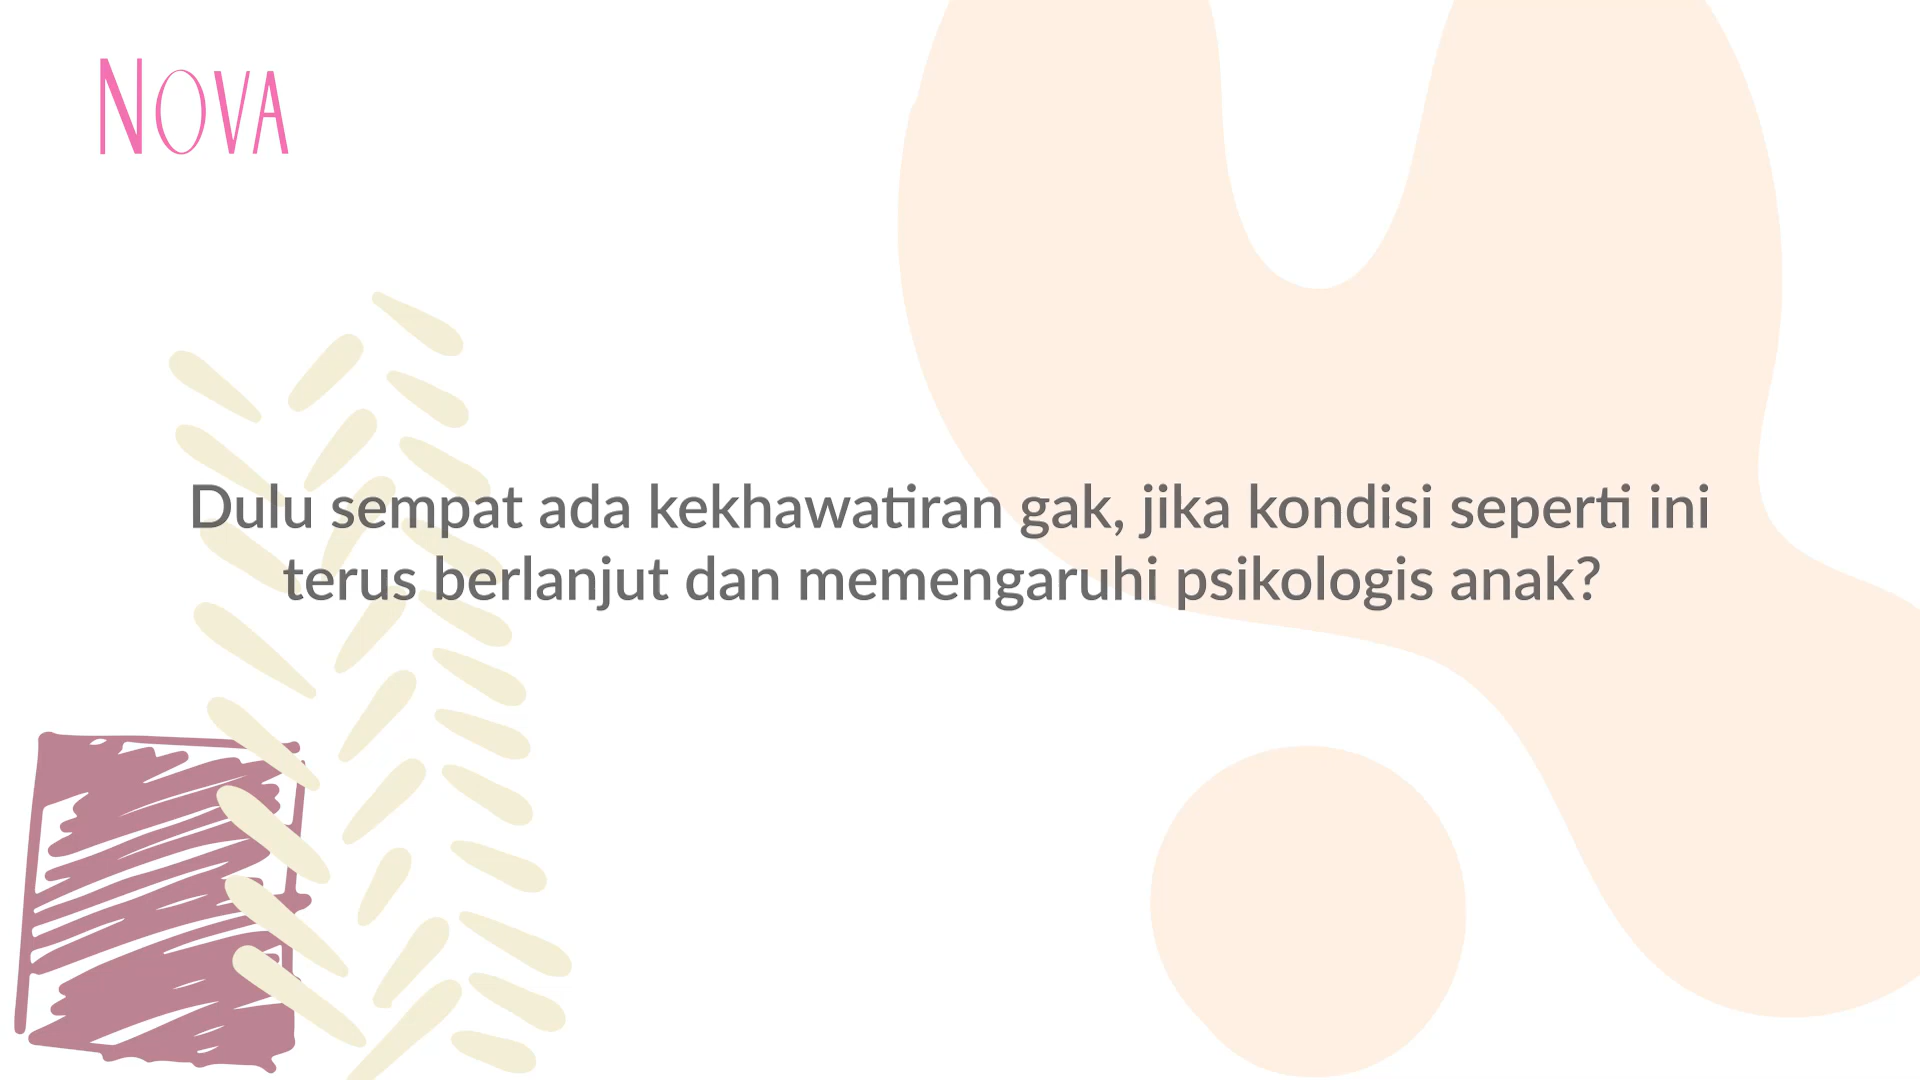 NOVA
Dulu sempat ada kekhawatiran gak, jika kondisi seperti ini
terus berlanjut dan memengaruhi psikologis anak?